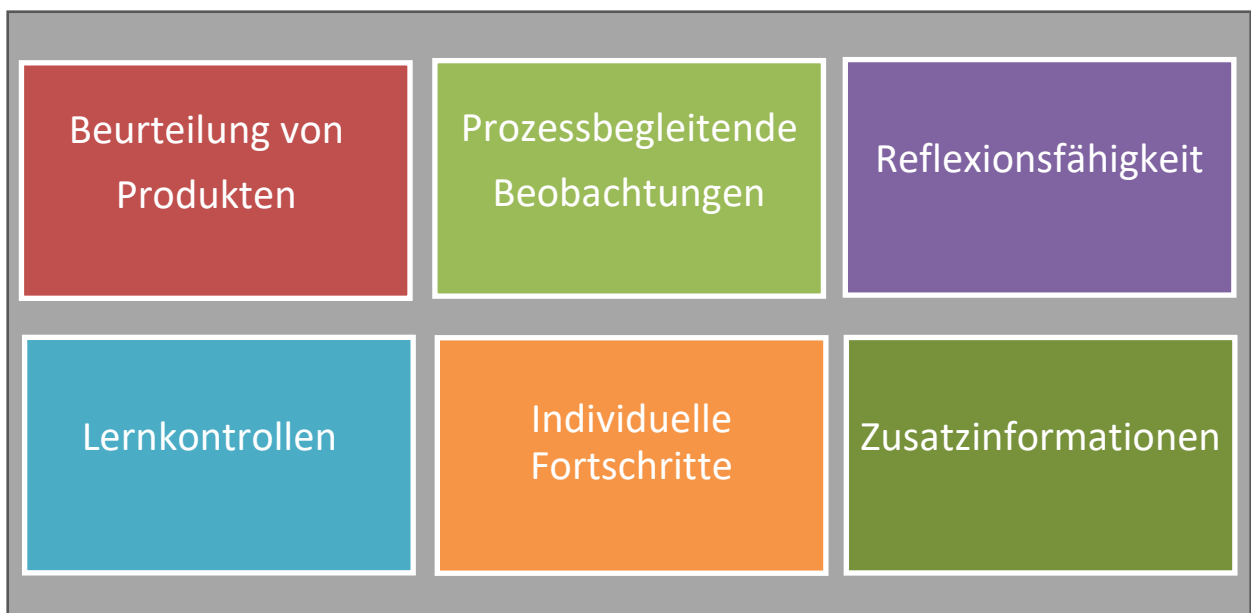 Beurteilung von
Produkten
Prozessbegleitende
Beobachtungen
Reflexionsfähigkeit
Lernkontrollen
Individuelle
Fortschritte
Zusatzinformationen